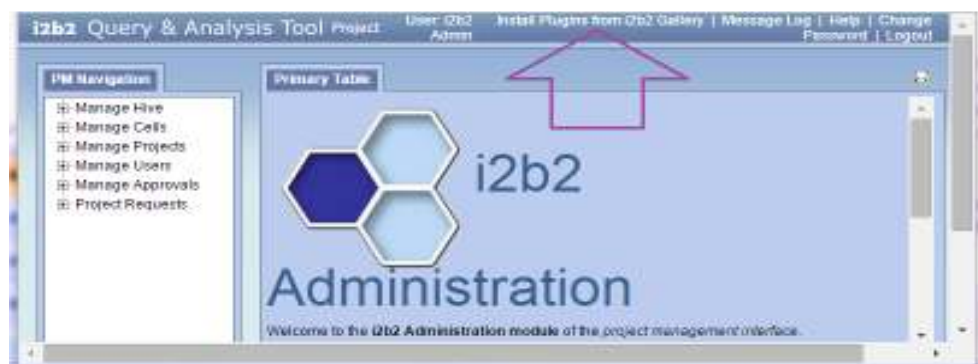 i2b2 Query & Analysis Tool Project User: i2b2 Install Plugins from i2b2 Gallery | Message Log | Help | Change
Admin Password | Logout
PM Navigation
Primary Table
Manage Hive
Manage Cells
Manage Projects
Manage Users
Manage Approvals
Project Requests
i2b2
Administration
Welcome to the i2b2 Administration module of the project management interface.